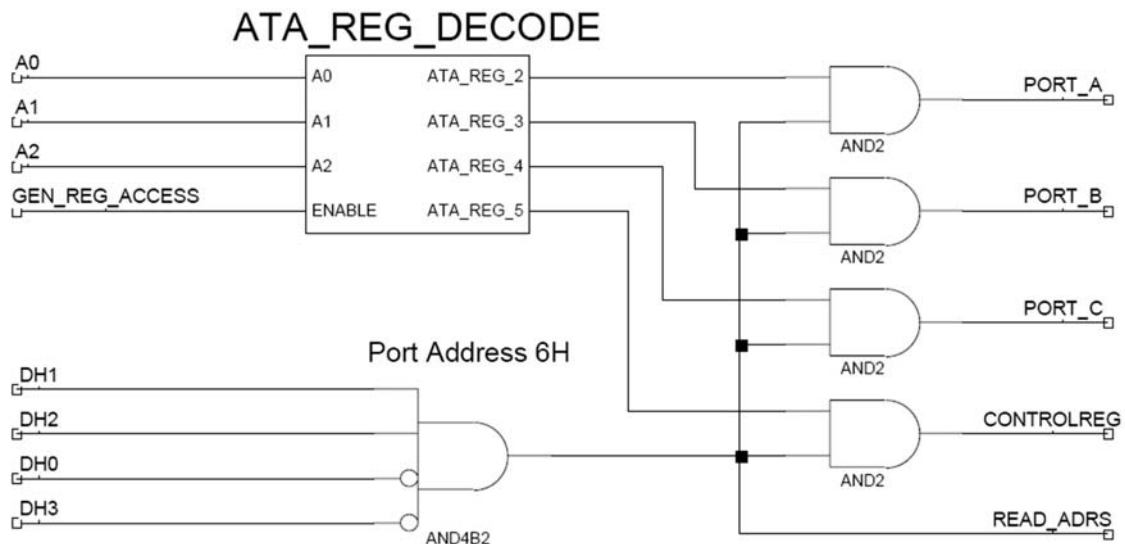 ATA_REG_DECODE
A0
A0
ATA_REG_2
PORT_A
A1
A1
ATA_REG_3
AND2
A2
A2
ATA_REG_4
GEN_REG_ACCESS
ENABLE
ATA_REG_5
PORT_B
AND2
PORT_C
Port Address 6H
AND2
DH1
DH2
CONTROLREG
DH0
AND2
DH3
READ_ADRS
AND4B2